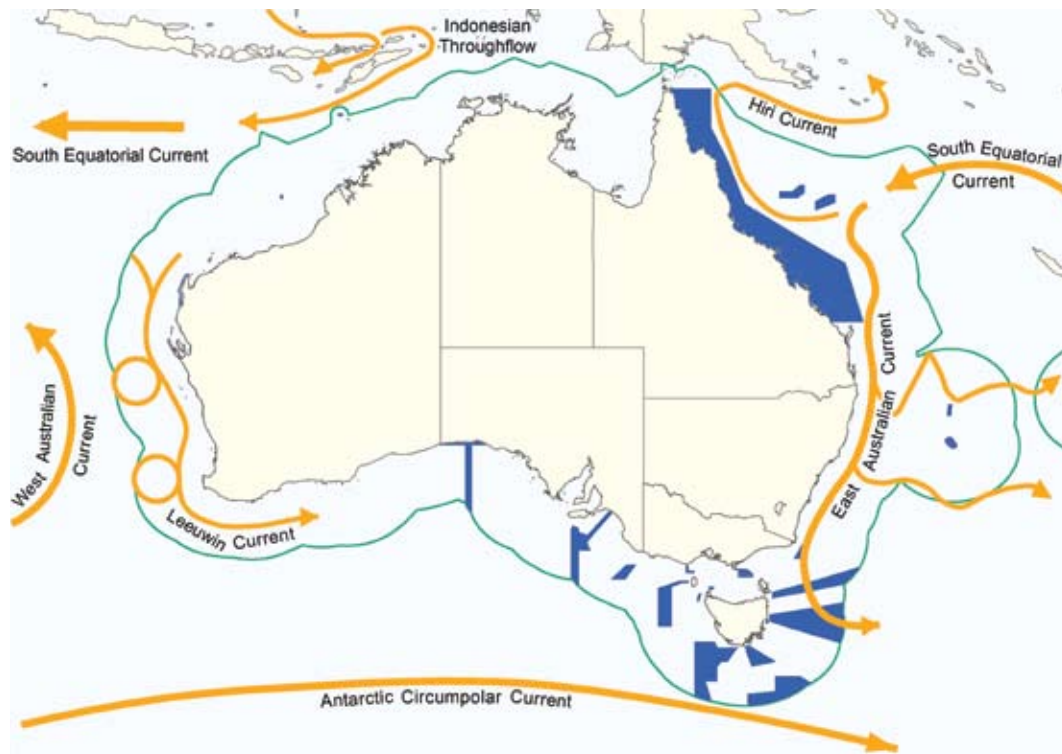 Indonesian
Throughflow
Hiri Current
South Equatorial Current
South Equatorial
Current
West Australian
Current
Leeuwin Current
East Australian Current
Antarctic Circumpolar Current